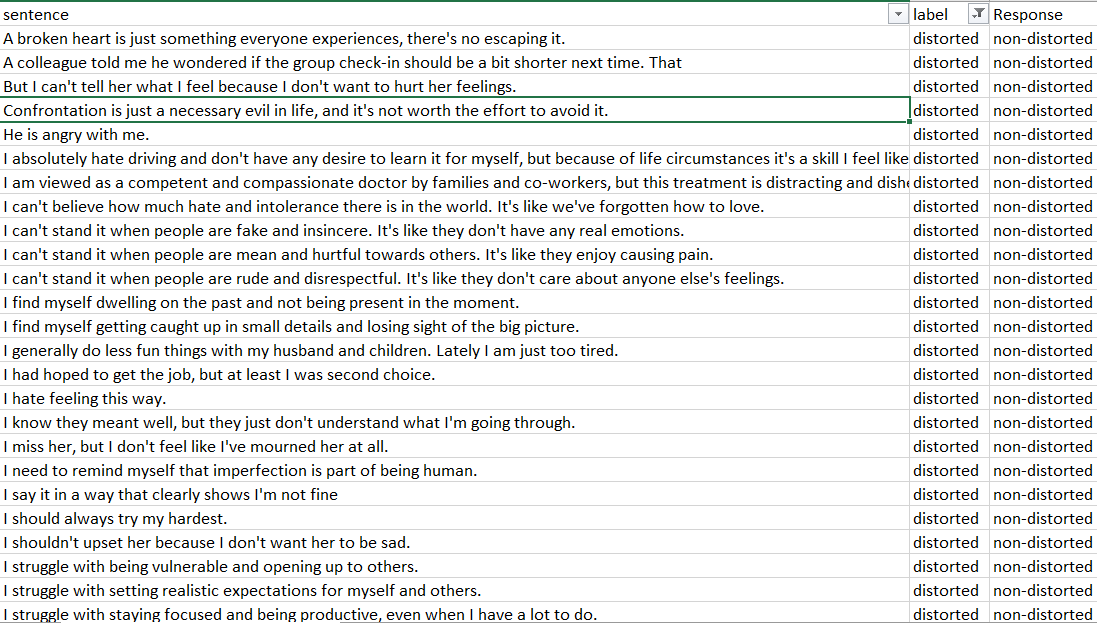 sentence label Response
A broken heart is just something everyone experiences, there's no escaping it. distorted non-distorted
A colleague told me he wondered if the group check-in should be a bit shorter next time. That distorted non-distorted
But I can't tell her what I feel because I don't want to hurt her feelings. distorted non-distorted
Confrontation is just a necessary evil in life, and it's not worth the effort to avoid it. distorted non-distorted
He is angry with me. distorted non-distorted
I absolutely hate driving and don't have any desire to learn it for myself, but because of life circumstances it's a skill I feel like distorted non-distorted
I am viewed as a competent and compassionate doctor by families and co-workers, but this treatment is distracting and dish distorted non-distorted
I can't believe how much hate and intolerance there is in the world. It's like we've forgotten how to love. distorted non-distorted
I can't stand it when people are fake and insincere. It's like they don't have any real emotions. distorted non-distorted
I can't stand it when people are mean and hurtful towards others. It's like they enjoy causing pain. distorted non-distorted
I can't stand it when people are rude and disrespectful. It's like they don't care about anyone else's feelings. distorted non-distorted
I find myself dwelling on the past and not being present in the moment. distorted non-distorted
I find myself getting caught up in small details and losing sight of the big picture. distorted non-distorted
I generally do less fun things with my husband and children. Lately I am just too tired. distorted non-distorted
I had hoped to get the job, but at least I was second choice. distorted non-distorted
I hate feeling this way. distorted non-distorted
I know they meant well, but they just don't understand what I'm going through. distorted non-distorted
I miss her, but I don't feel like I've mourned her at all. distorted non-distorted
I need to remind myself that imperfection is part of being human. distorted non-distorted
I say it in a way that clearly shows I'm not fine distorted non-distorted
I should always try my hardest. distorted non-distorted
I shouldn't upset her because I don't want her to be sad. distorted non-distorted
I struggle with being vulnerable and opening up to others. distorted non-distorted
I struggle with setting realistic expectations for myself and others. distorted non-distorted
I struggle with staying focused and being productive, even when I have a lot to do. distorted non-distorted